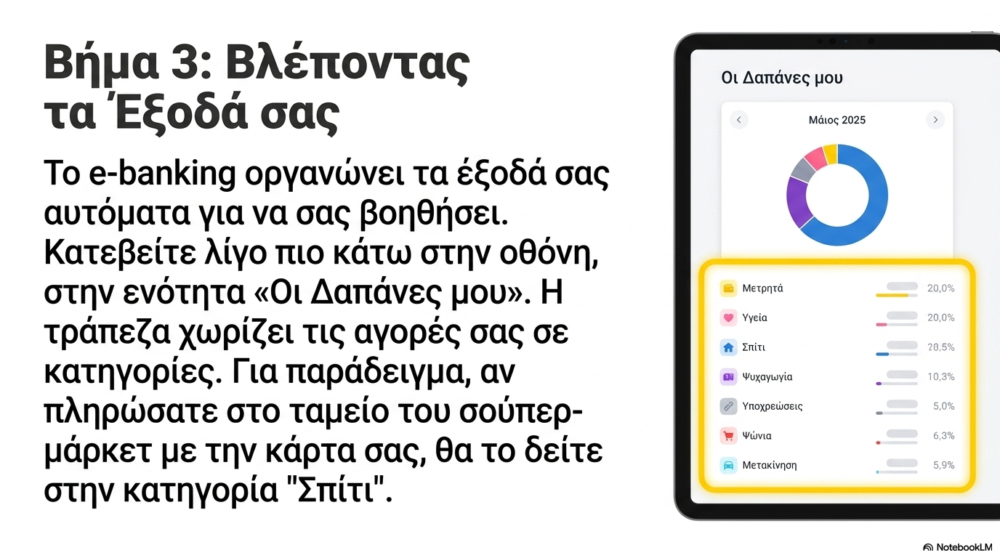 Βήμα 3: Βλέποντας
τα Έξοδά σας
Το e-banking οργανώνει τα έξοδά σας
αυτόματα για να σας βοηθήσει.
Κατεβείτε λίγο πιο κάτω στην οθόνη,
στην ενότητα «Οι Δαπάνες μου». Η
τράπεζα χωρίζει τις αγορές σας σε
κατηγορίες. Για παράδειγμα, αν
πληρώσατε στο ταμείο του σούπερ-
μάρκετ με την κάρτα σας, θα το δείτε
στην κατηγορία "Σπίτι".
Οι Δαπάνες μου
Μάιος 2025
Μετρητά 20,0%
Υγεία 20,0%
Σπίτι
Ψυχαγωγία 10,3%
Υποχρεώσεις 5,0%
Ψώνια 6,3%
Μετακίνηση 5,9%
NotebookLM